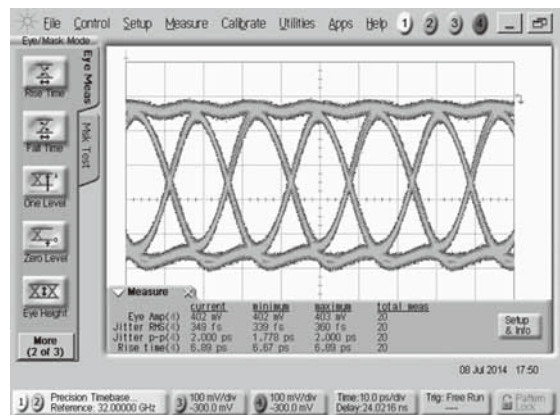 File Control Setup Measure Calibrate Utilities Apps Help 1 2 3 4
Eye/Mask Mode
Eye Meas
Msk Test
Rise Time
Fall Time
One Level
Zero Level
Eye Height
More
(2 of 3)
Measure
current minimum maximum total meas
Eye Amp(4) 402 mV 402 mV 403 mV 20
Jitter RMS(4) 349 fs 339 fs 360 fs 20
Jitter p-p(4) 2.000 ps 1.778 ps 2.000 ps 20
Rise time(4) 6.89 ps 6.67 ps 6.89 ps 20
Setup
& Info
08 Jul 2014 17:50
1 2 Precision Timebase...
Reference: 32.00000 GHz
3 100 mV/div
-300.0 mV
4 100 mV/div
-300.0 mV
Time:10.0 ps/div
Delay:24.0216 ns
Trig: Free Run
Pattern
Lock